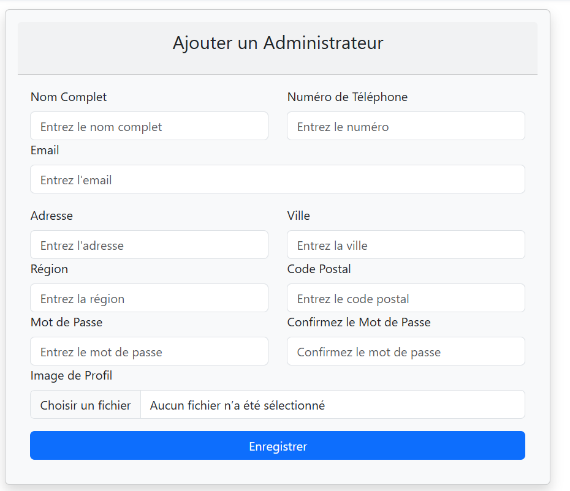 Ajouter un Administrateur
Nom Complet Numéro de Téléphone
Entrez le nom complet Entrez le numéro
Email
Entrez l'email
Adresse Ville
Entrez l'adresse Entrez la ville
Région Code Postal
Entrez la région Entrez le code postal
Mot de Passe Confirmez le Mot de Passe
Entrez le mot de passe Confirmez le mot de passe
Image de Profil
Choisir un fichier Aucun fichier n'a été sélectionné
Enregistrer